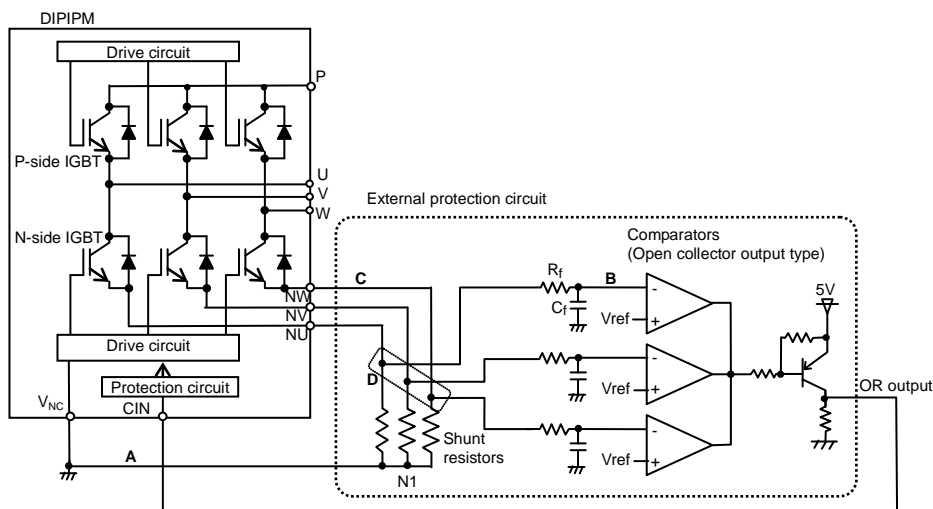 DIPIPM
Drive circuit
P
P-side IGBT
U
V
W
External protection circuit
N-side IGBT
Comparators
(Open collector output type)
C
Rf
B
-
5V
NW
Cf
Vref
+
NV
NU
Drive circuit
-
D
Vref
+
OR output
Protection circuit
VNC
CIN
-
Shunt
resistors
Vref
+
A
N1